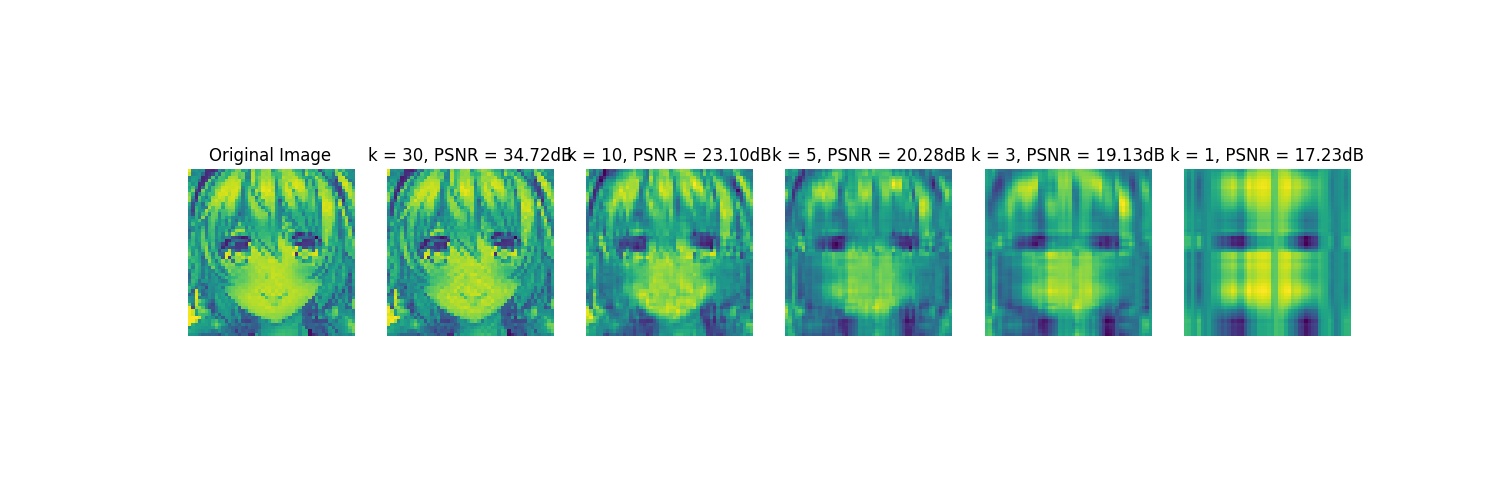 Original Image
k = 30, PSNR = 34.72dB
k = 10, PSNR = 23.10dB
k = 5, PSNR = 20.28dB
k = 3, PSNR = 19.13dB
k = 1, PSNR = 17.23dB